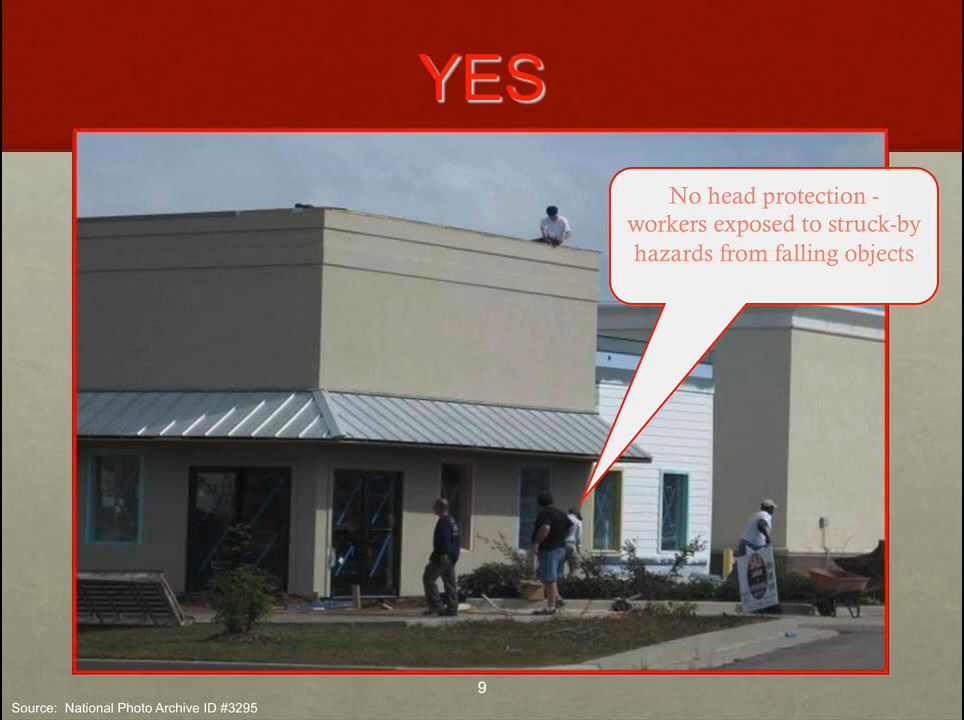 YES
No head protection -
workers exposed to struck-by
hazards from falling objects
9
Source:  National Photo Archive ID #3295